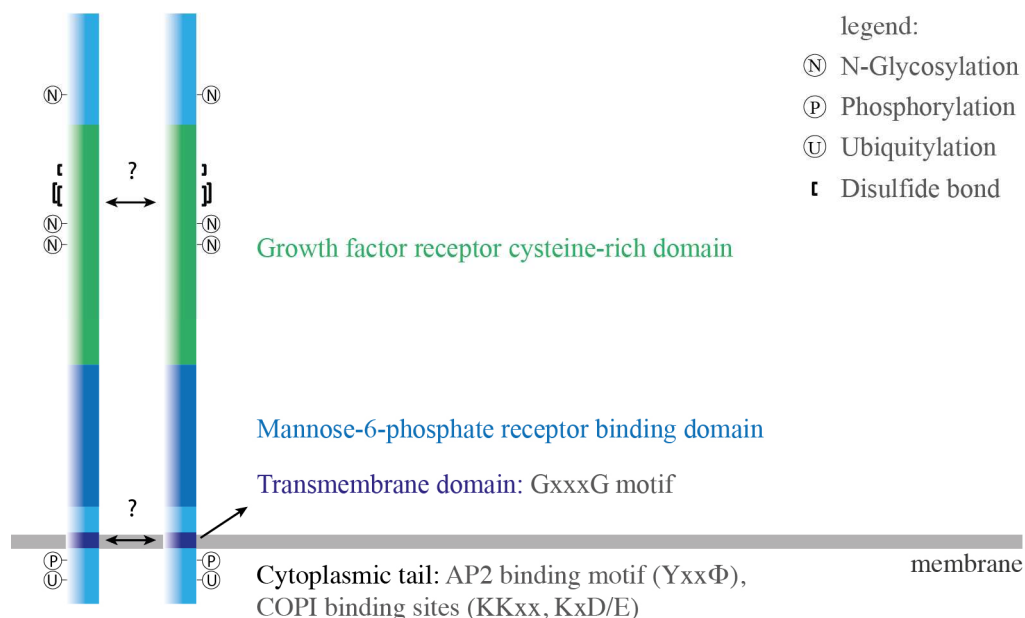 legend:
N N-Glycosylation
P Phosphorylation
U Ubiquitylation
Disulfide bond
N N
?
N N
N N
Growth factor receptor cysteine-rich domain
Mannose-6-phosphate receptor binding domain
Transmembrane domain: GxxxG motif
?
membrane
P P
U U
Cytoplasmic tail: AP2 binding motif (YxxΦ),
COPI binding sites (KKxx, KxD/E)